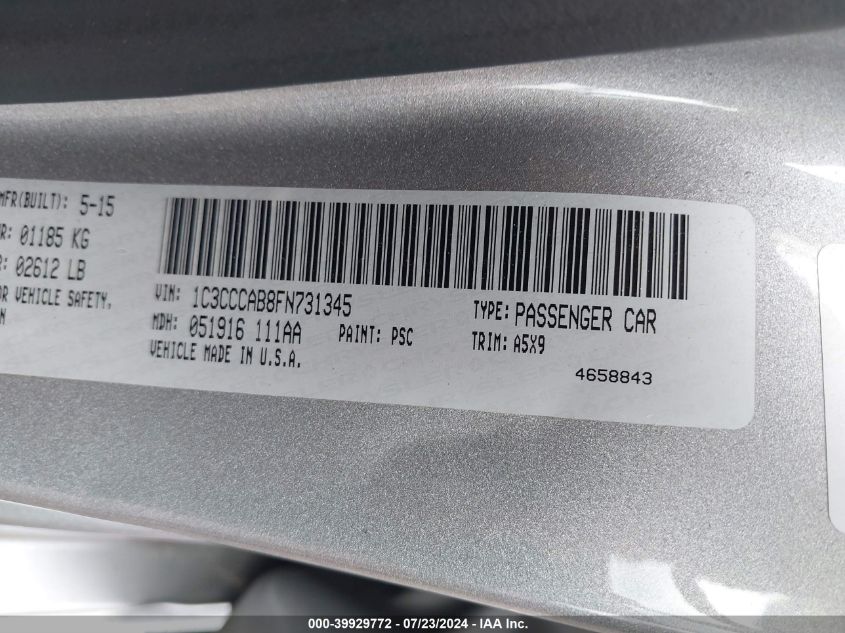 MFR(BUILT): 5-15
R: 01185 KG
R: 02612 LB
OR VEHICLE SAFETY,
N
VIN: 1C3CCCAB8FN731345
MDH: 051916 111AA
PAINT: PSC
VEHICLE MADE IN U.S.A.
TYPE: PASSENGER CAR
TRIM: A5X9
4658843
000-39929772 / 07/23/2024 - IAA Inc.